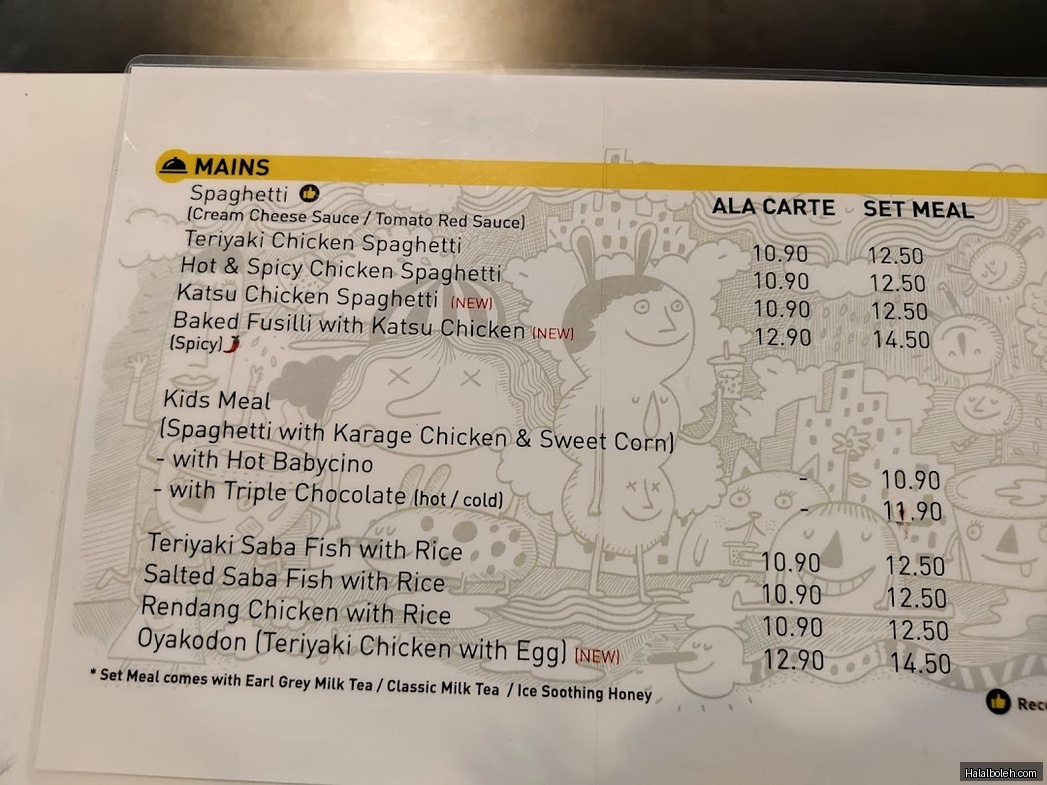 MAINS
Spaghetti
(Cream Cheese Sauce / Tomato Red Sauce)
ALA CARTE SET MEAL
Teriyaki Chicken Spaghetti 10.90 12.50
Hot & Spicy Chicken Spaghetti 10.90 12.50
Katsu Chicken Spaghetti (NEW) 10.90 12.50
Baked Fusilli with Katsu Chicken (NEW) 12.90 14.50
(Spicy)
Kids Meal
(Spaghetti with Karage Chicken & Sweet Corn)
- with Hot Babycino - 10.90
- with Triple Chocolate (hot / cold) - 11.90
Teriyaki Saba Fish with Rice 10.90 12.50
Salted Saba Fish with Rice 10.90 12.50
Rendang Chicken with Rice 10.90 12.50
Oyakodon (Teriyaki Chicken with Egg) (NEW) 12.90 14.50
* Set Meal comes with Earl Grey Milk Tea / Classic Milk Tea / Ice Soothing Honey
Halalboleh.com